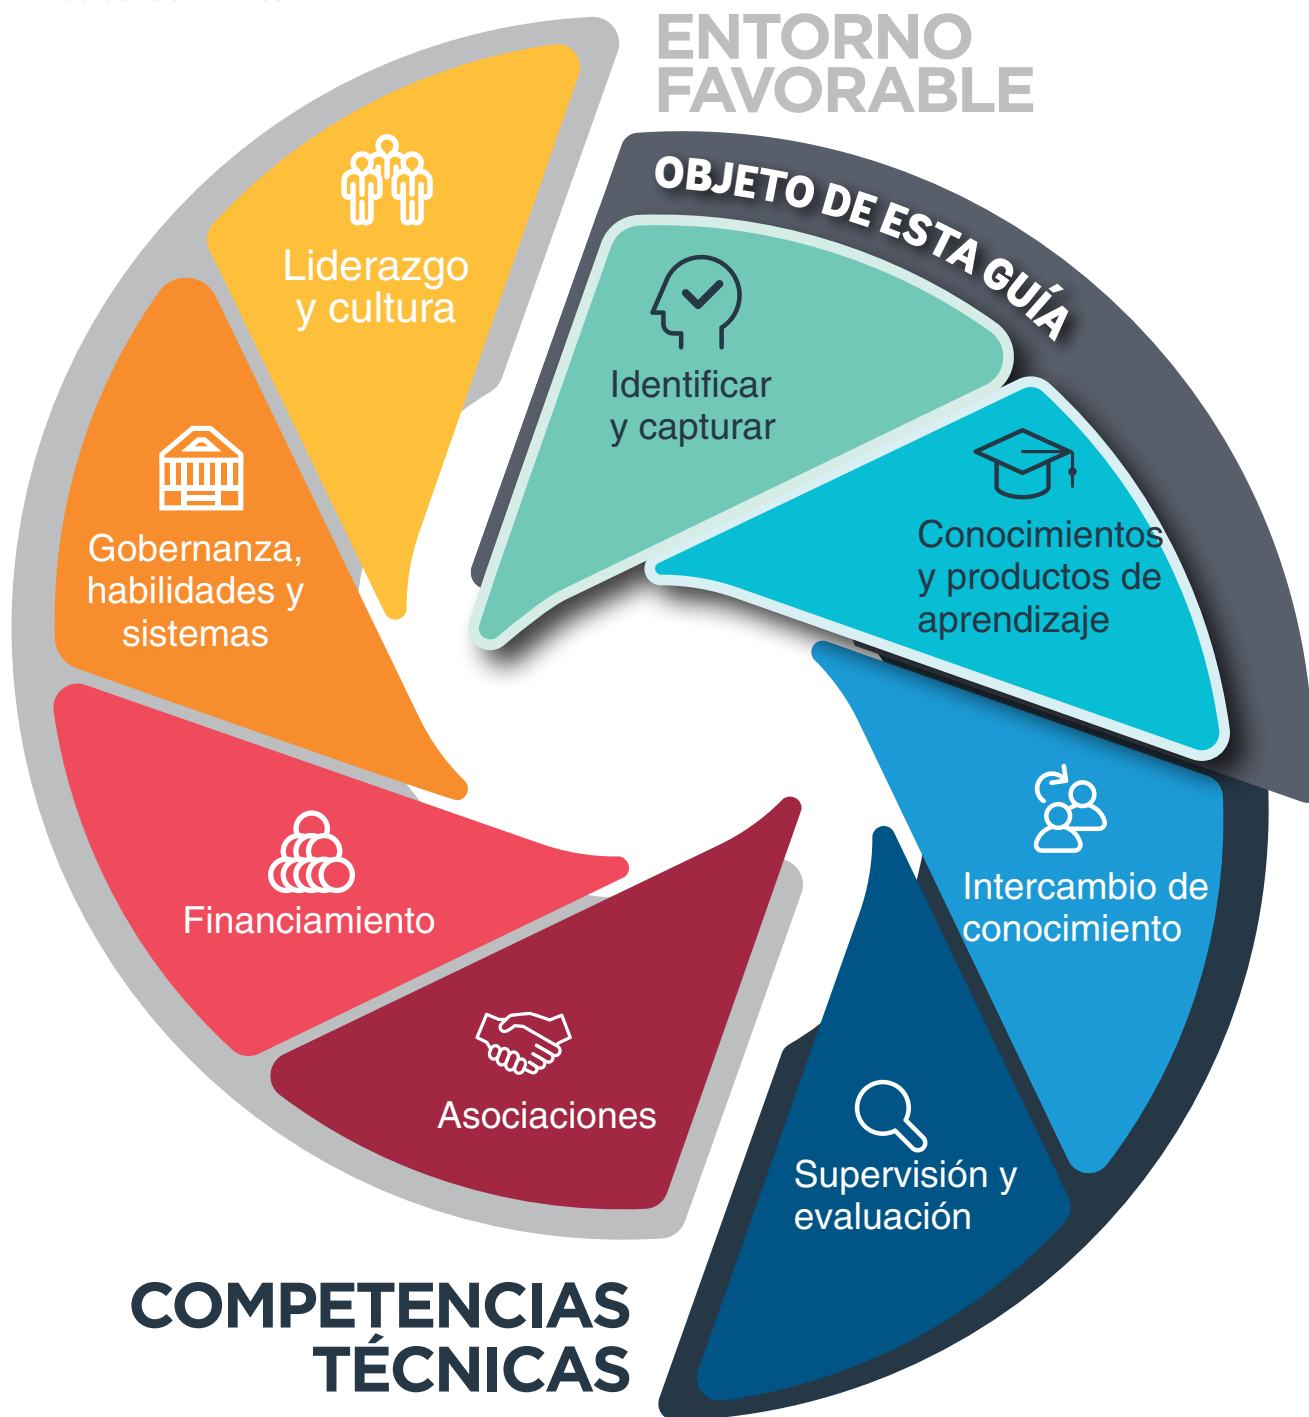 ENTORNO
FAVORABLE
OBJETO DE ESTA GUÍA
Liderazgo
y cultura
Identificar
y capturar
Conocimientos
y productos de
aprendizaje
Gobernanza,
habilidades y
sistemas
Intercambio de
conocimiento
Financiamiento
Asociaciones
Supervisión y
evaluación
COMPETENCIAS
TÉCNICAS